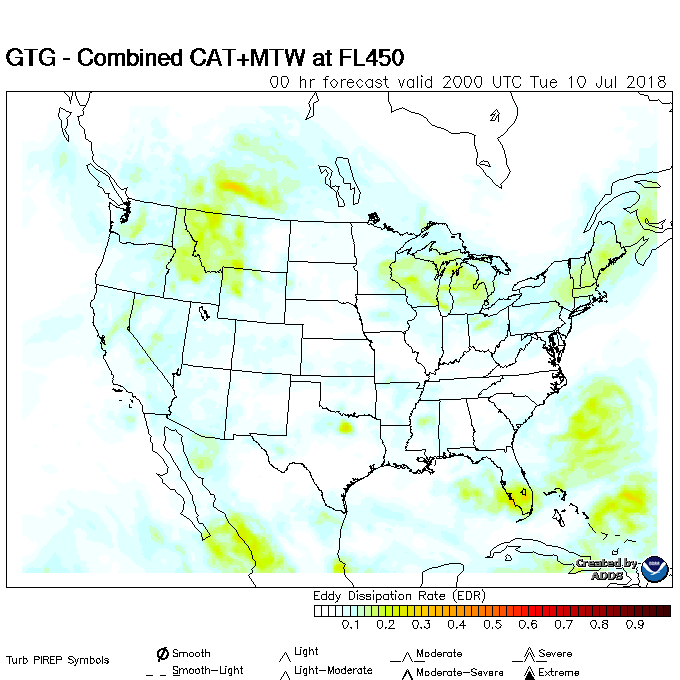 GTG - Combined CAT+MTW at FL450
00 hr forecast valid 2000 UTC Tue 10 Jul 2018
Created by
ADDS
Eddy Dissipation Rate (EDR)
0.1 0.2 0.3 0.4 0.5 0.6 0.7 0.8 0.9
Turb PIREP Symbols
Smooth Light Moderate Severe
Smooth-Light Light-Moderate Moderate-Severe Extreme